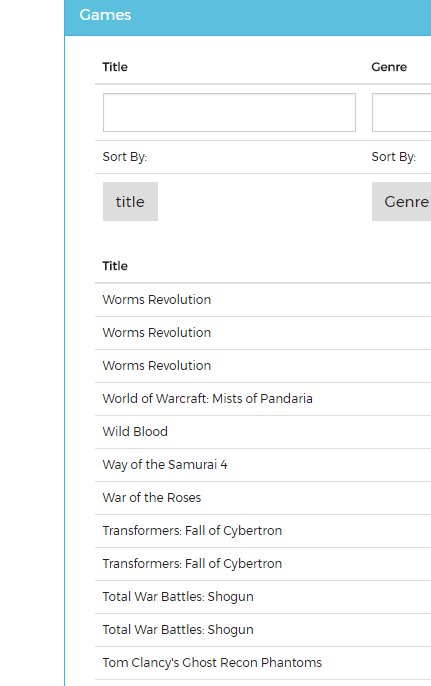 Games
Title Genre
Sort By: Sort By:
title Genre
Title
Worms Revolution
Worms Revolution
Worms Revolution
World of Warcraft: Mists of Pandaria
Wild Blood
Way of the Samurai 4
War of the Roses
Transformers: Fall of Cybertron
Transformers: Fall of Cybertron
Total War Battles: Shogun
Total War Battles: Shogun
Tom Clancy's Ghost Recon Phantoms